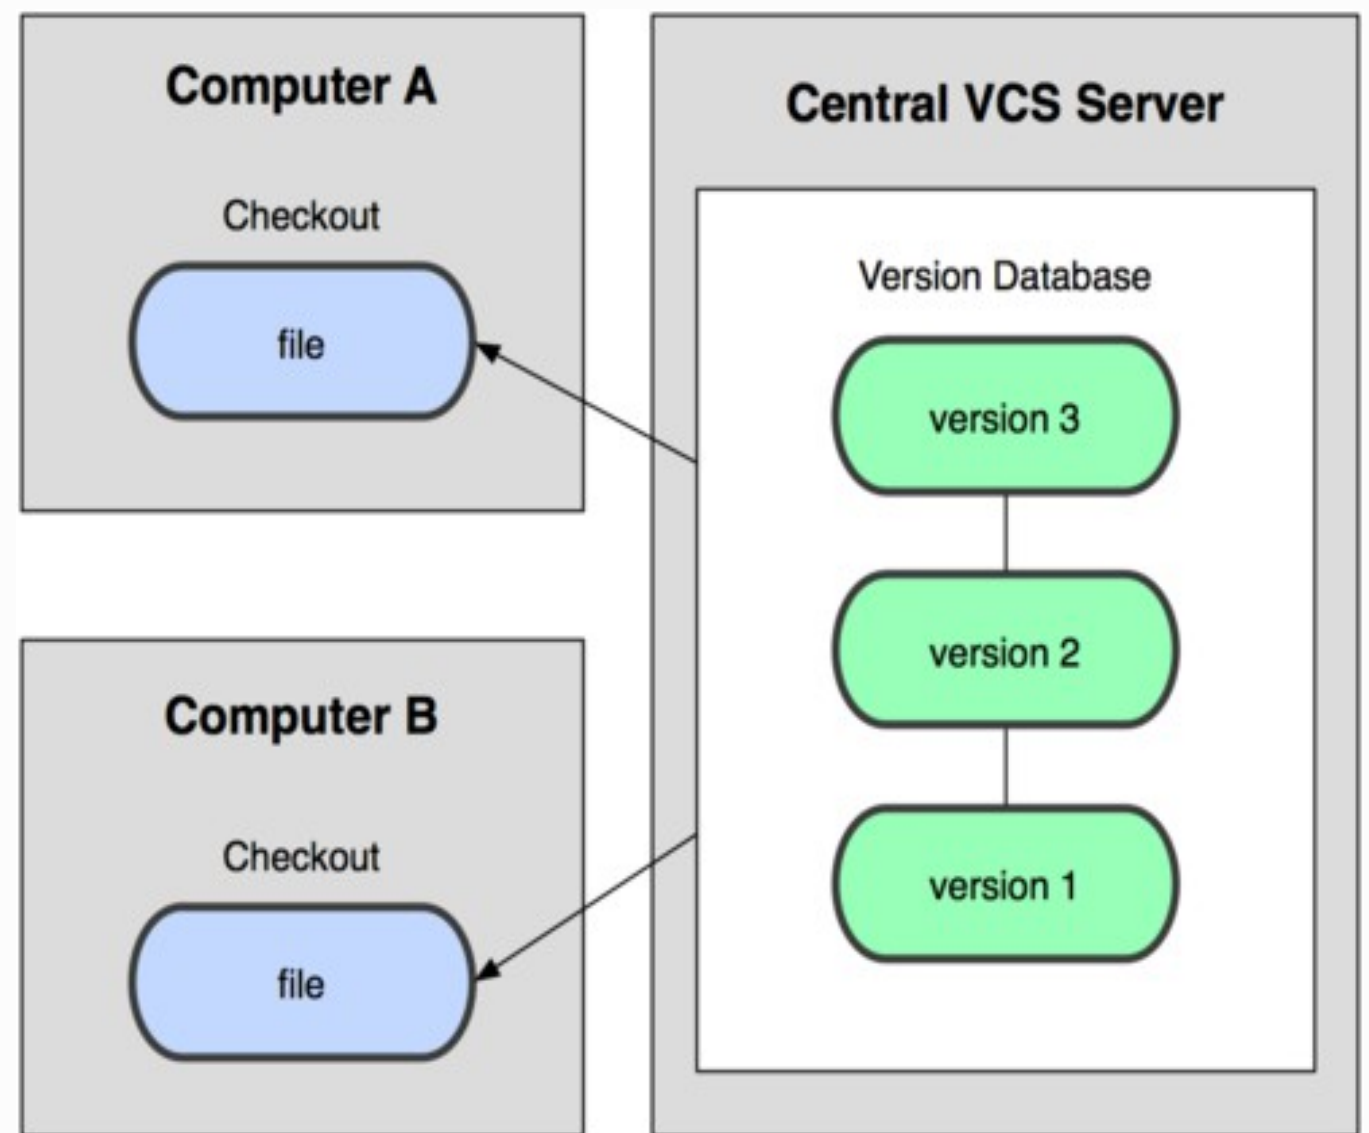 Computer A
Checkout
file
Computer B
Checkout
file
Central VCS Server
Version Database
version 3
version 2
version 1